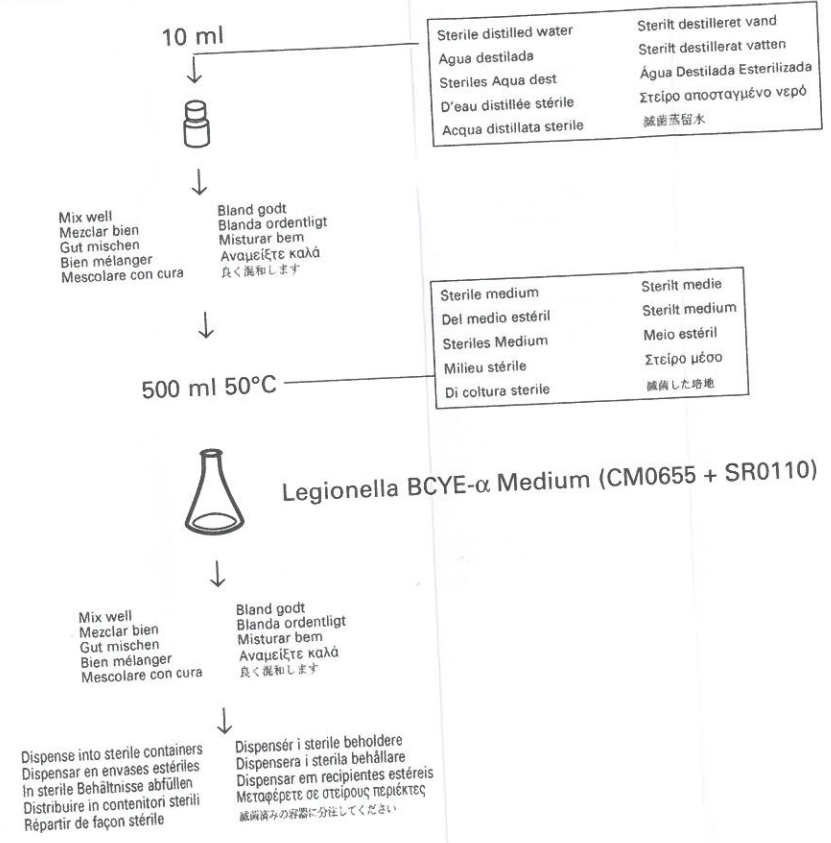 10 ml
Sterile distilled water
Agua destilada
Steriles Aqua dest
D'eau distillée stérile
Acqua distillata sterile
Sterilt destilleret vand
Sterilt destillerat vatten
Água Destilada Esterilizada
Στείρο αποσταγμένο νερό
滅菌蒸留水
Mix well
Mezclar bien
Gut mischen
Bien mélanger
Mescolare con cura
Bland godt
Blanda ordentligt
Misturar bem
Αναμείξτε καλά
良く混和します
500 ml 50°C
Sterile medium
Del medio estéril
Steriles Medium
Milieu stérile
Di coltura sterile
Sterilt medie
Sterilt medium
Meio estéril
Στείρο μέσο
滅菌した培地
Legionella BCYE-α Medium (CM0655 + SR0110)
Mix well
Mezclar bien
Gut mischen
Bien mélanger
Mescolare con cura
Bland godt
Blanda ordentligt
Misturar bem
Αναμείξτε καλά
良く混和します
Dispense into sterile containers
Dispensar en envases estériles
In sterile Behältnisse abfüllen
Distribuire in contenitori sterili
Répartir de façon stérile
Dispensér i sterile beholdere
Dispensera i sterila behållare
Dispensar em recipientes estéreis
Μεταφέρετε σε στείρους περιέκτες
滅菌済みの容器に分注してください